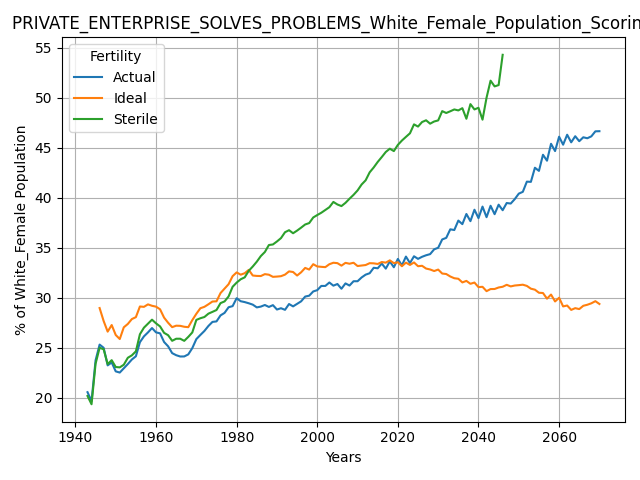 PRIVATE_ENTERPRISE_SOLVES_PROBLEMS_White_Female_Population_Scorin
55
50
45
40
35
30
25
20
% of White_Female Population
Fertility
Actual
Ideal
Sterile
1940 1960 1980 2000 2020 2040 2060
Years